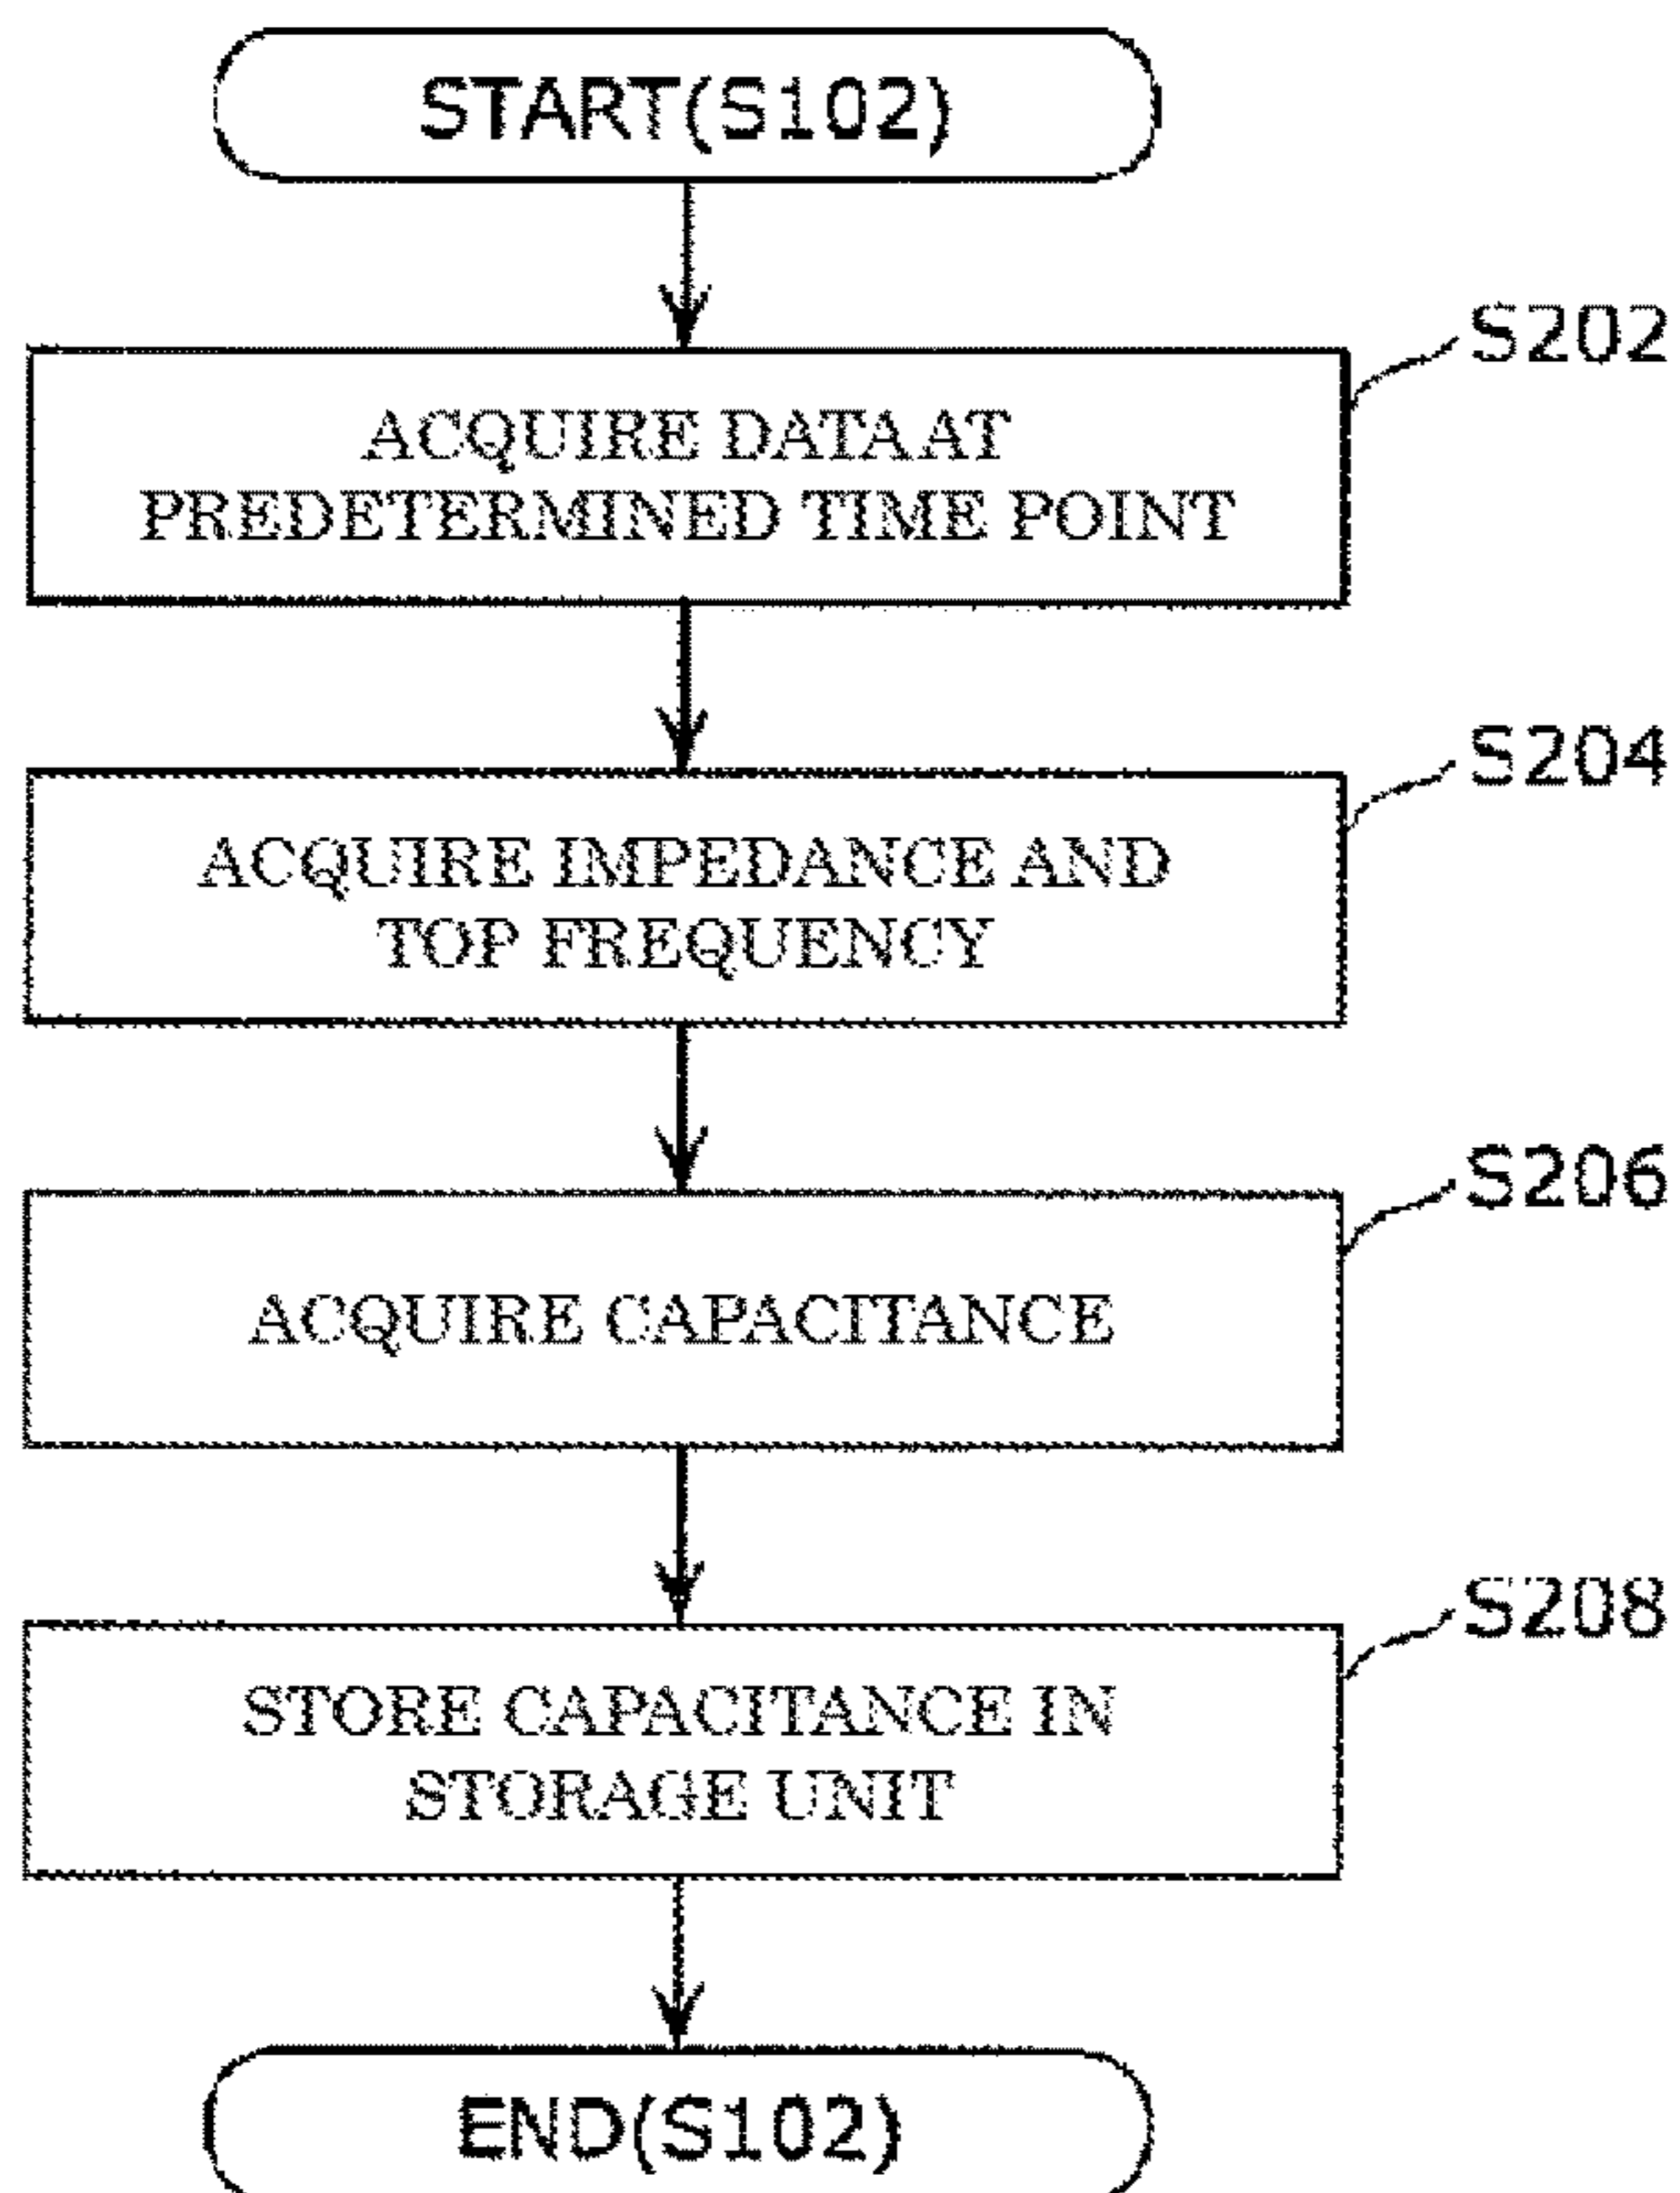 START(S102)
S202
ACQUIRE DATA AT
PREDETERMINED TIME POINT
S204
ACQUIRE IMPEDANCE AND
TOP FREQUENCY
S206
ACQUIRE CAPACITANCE
S208
STORE CAPACITANCE IN
STORAGE UNIT
END(S102)